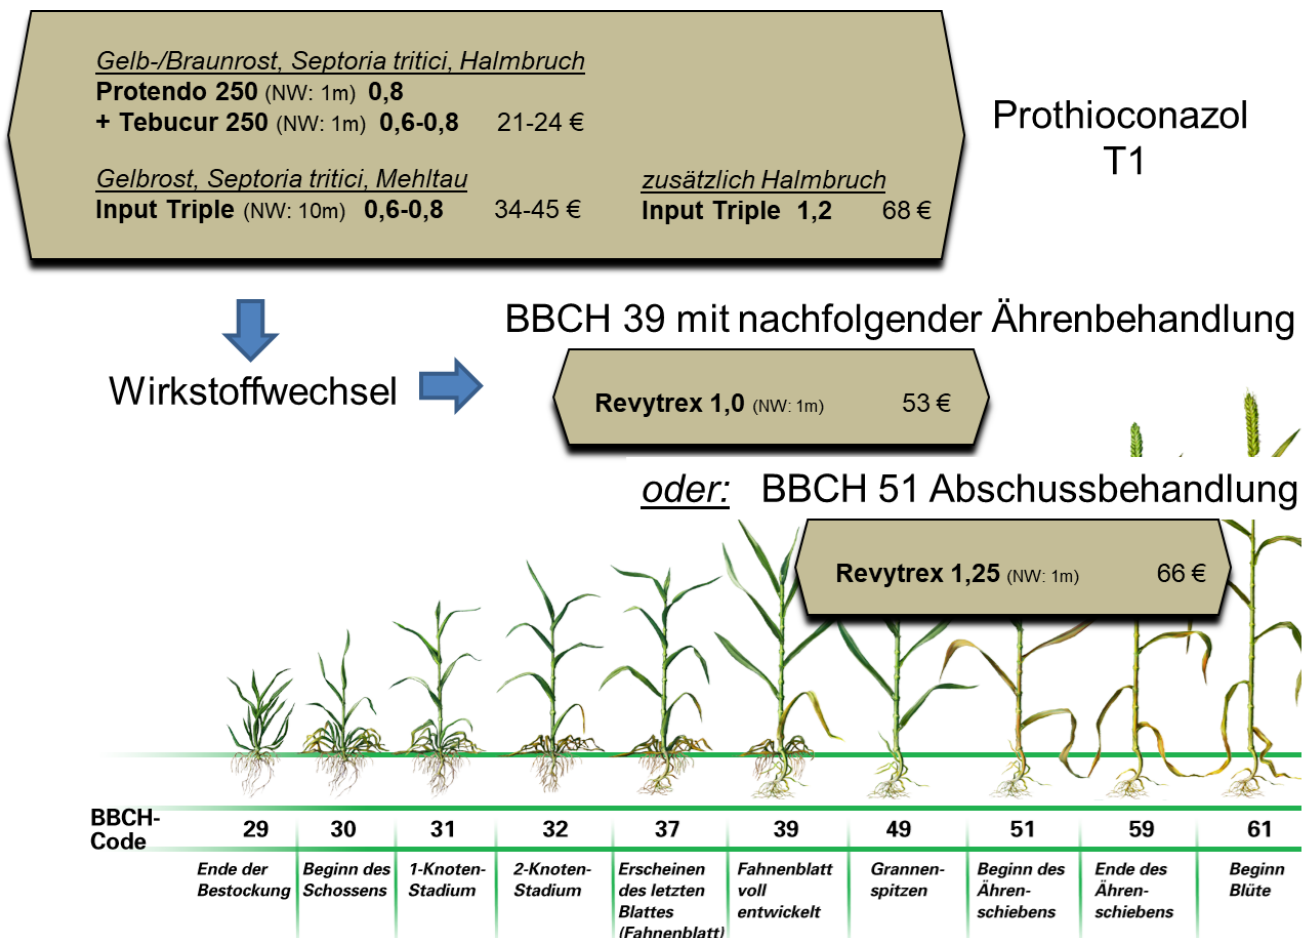 Gelb-/Braunrost, Septoria tritici, Halmbruch
Protendo 250 (NW: 1m) 0,8
+ Tebucur 250 (NW: 1m) 0,6-0,8 21-24 €
Gelbrost, Septoria tritici, Mehltau
Input Triple (NW: 10m) 0,6-0,8 34-45 €
zusätzlich Halmbruch
Input Triple 1,2 68 €
Prothioconazol
T1
BBCH 39 mit nachfolgender Ährenbehandlung
Wirkstoffwechsel
Revytrex 1,0 (NW: 1m) 53 €
oder: BBCH 51 Abschussbehandlung
Revytrex 1,25 (NW: 1m) 66 €
BBCH-
Code
29 30 31 32 37 39 49 51 59 61
Ende der
Bestockung
Beginn des
Schossens
1-Knoten-
Stadium
2-Knoten-
Stadium
Erscheinen
des letzten
Blattes
(Fahnenblatt)
Fahnenblatt
voll
entwickelt
Grannen-
spitzen
Beginn des
Ähren-
schiebens
Ende des
Ähren-
schiebens
Beginn
Blüte